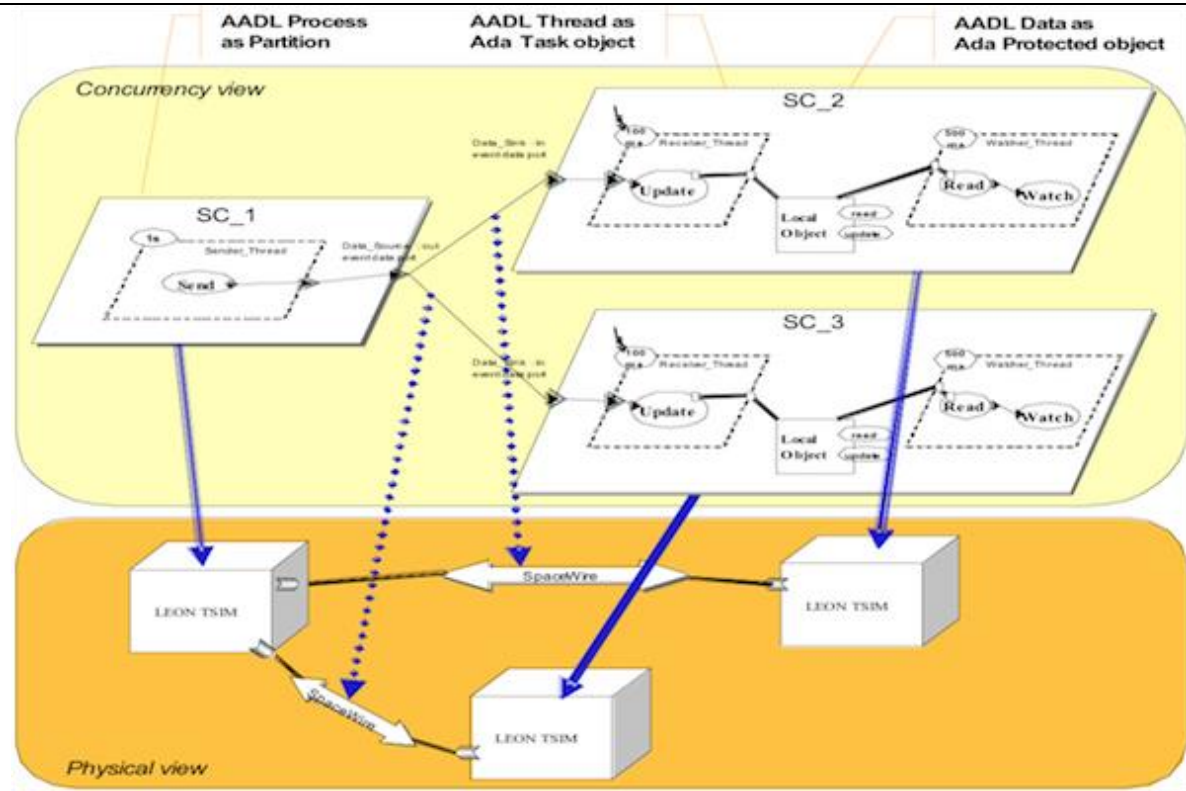 AADL Process
as Partition
AADL Thread as
Ada Task object
AADL Data as
Ada Protected object
Concurrency view
SC_2
100
ms
Receiver_Thread
Update
Local
Object
read
update
500
ms
Watcher_Thread
Read
Watch
Data_Sink : in
event data port
SC_1
1s
Sender_Thread
Send
Data_Source : out
event data port
SC_3
Data_Sink : in
event data port
100
ms
Receiver_Thread
Update
Local
Object
read
update
500
ms
Watcher_Thread
Read
Watch
LEON TSIM
SpaceWire
LEON TSIM
SpaceWire
LEON TSIM
Physical view